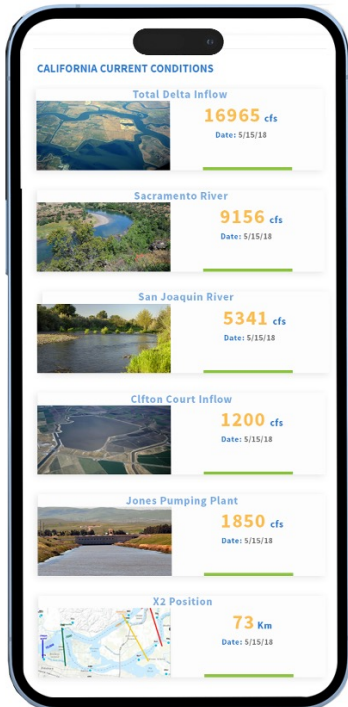 CALIFORNIA CURRENT CONDITIONS
Total Delta Inflow
16965 cfs
Date: 5/15/18
Sacramento River
9156 cfs
Date: 5/15/18
San Joaquin River
5341 cfs
Date: 5/15/18
Clfton Court Inflow
1200 cfs
Date: 5/15/18
Jones Pumping Plant
1850 cfs
Date: 5/15/18
X2 Position
73 Km
Date: 5/15/18